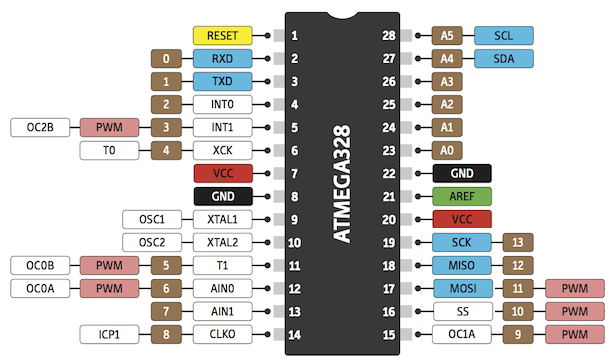 RESET 1 28 A5 SCL
0 RXD 2 27 A4 SDA
1 TXD 3 26 A3
2 INT0 4 25 A2
OC2B PWM 3 INT1 5 24 A1
T0 4 XCK 6 23 A0
VCC 7 22 GND
GND 8 21 AREF
OSC1 XTAL1 9 20 VCC
OSC2 XTAL2 10 19 SCK 13
OC0B PWM 5 T1 11 18 MISO 12
OC0A PWM 6 AIN0 12 17 MOSI 11 PWM
7 AIN1 13 16 SS 10 PWM
ICP1 8 CLKO 14 15 OC1A 9 PWM
ATMEGA328